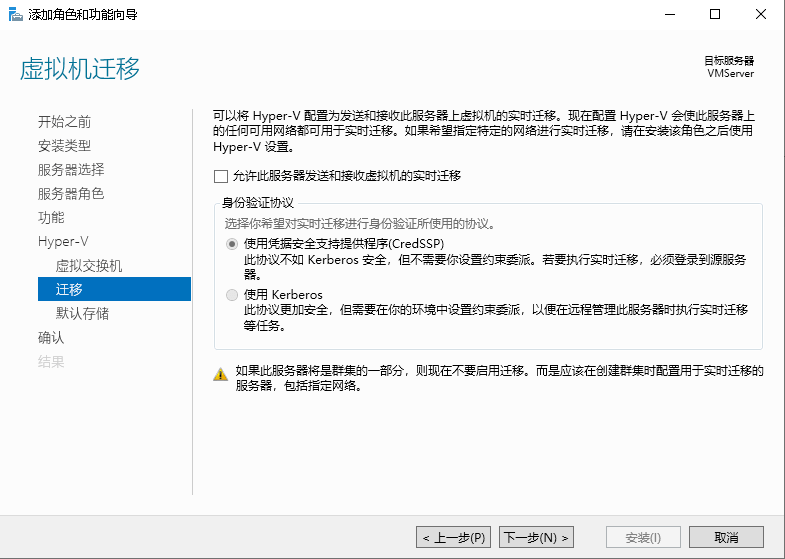 添加角色和功能向导
虚拟机迁移
目标服务器
VMServer
开始之前
安装类型
服务器选择
服务器角色
功能
Hyper-V
虚拟交换机
迁移
默认存储
确认
结果
可以将 Hyper-V 配置为发送和接收此服务器上虚拟机的实时迁移。现在配置 Hyper-V 会使此服务器上
的任何可用网络都可用于实时迁移。如果希望指定特定的网络进行实时迁移，请在安装该角色之后使用
Hyper-V 设置。
允许此服务器发送和接收虚拟机的实时迁移
身份验证协议
选择你希望对实时迁移进行身份验证所使用的协议。
使用凭据安全支持提供程序(CredSSP)
此协议不如 Kerberos 安全，但不需要你设置约束委派。若要执行实时迁移，必须登录到源服务
器。
使用 Kerberos
此协议更加安全，但需要在你的环境中设置约束委派，以便在远程管理此服务器时执行实时迁移
等任务。
如果此服务器将是群集的一部分，则现在不要启用迁移。而是应该在创建群集时配置用于实时迁移的
服务器，包括指定网络。
< 上一步(P)
下一步(N) >
安装(I)
取消